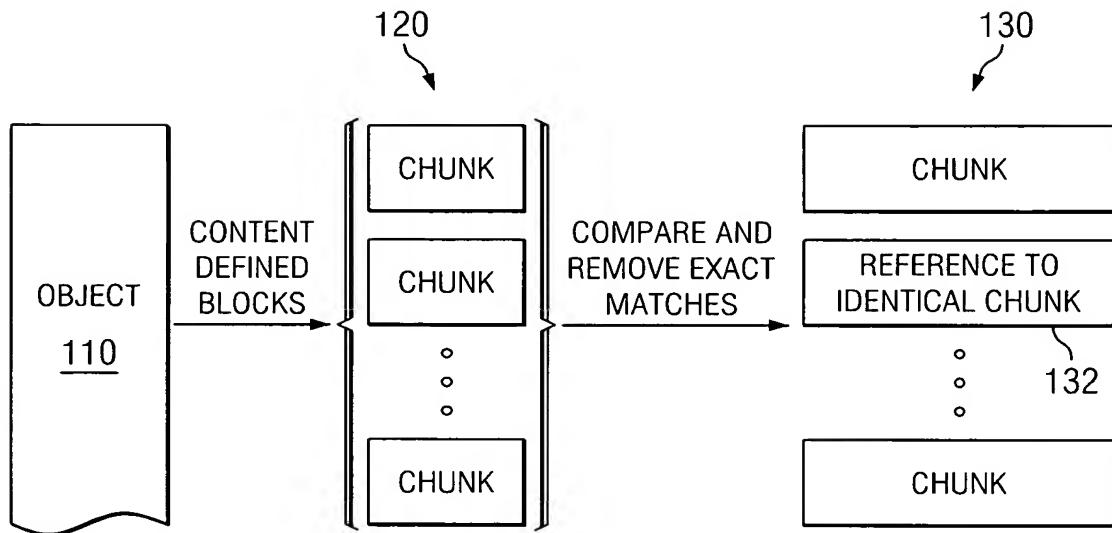 120
130
OBJECT
110
CONTENT
DEFINED
BLOCKS
CHUNK
CHUNK
CHUNK
COMPARE AND
REMOVE EXACT
MATCHES
CHUNK
REFERENCE TO
IDENTICAL CHUNK
132
CHUNK